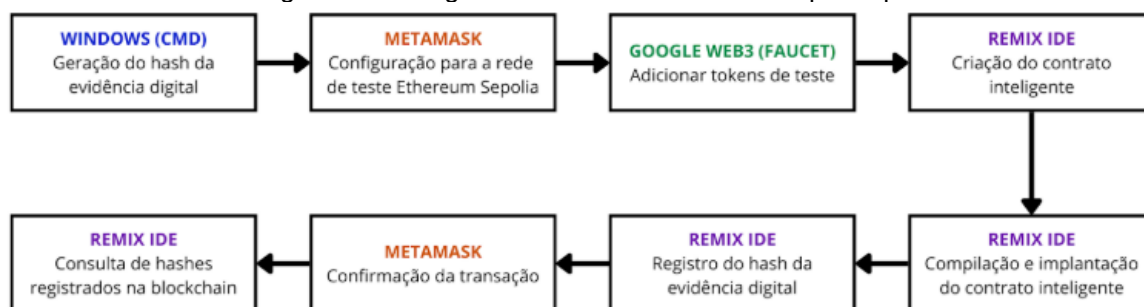 WINDOWS (CMD)
Geração do hash da
evidência digital
METAMASK
Configuração para a rede
de teste Ethereum Sepolia
GOOGLE WEB3 (FAUCET)
Adicionar tokens de teste
REMIX IDE
Criação do contrato
inteligente
REMIX IDE
Compilação e implantação
do contrato inteligente
REMIX IDE
Registro do hash da
evidência digital
METAMASK
Confirmação da transação
REMIX IDE
Consulta de hashes
registrados na blockchain